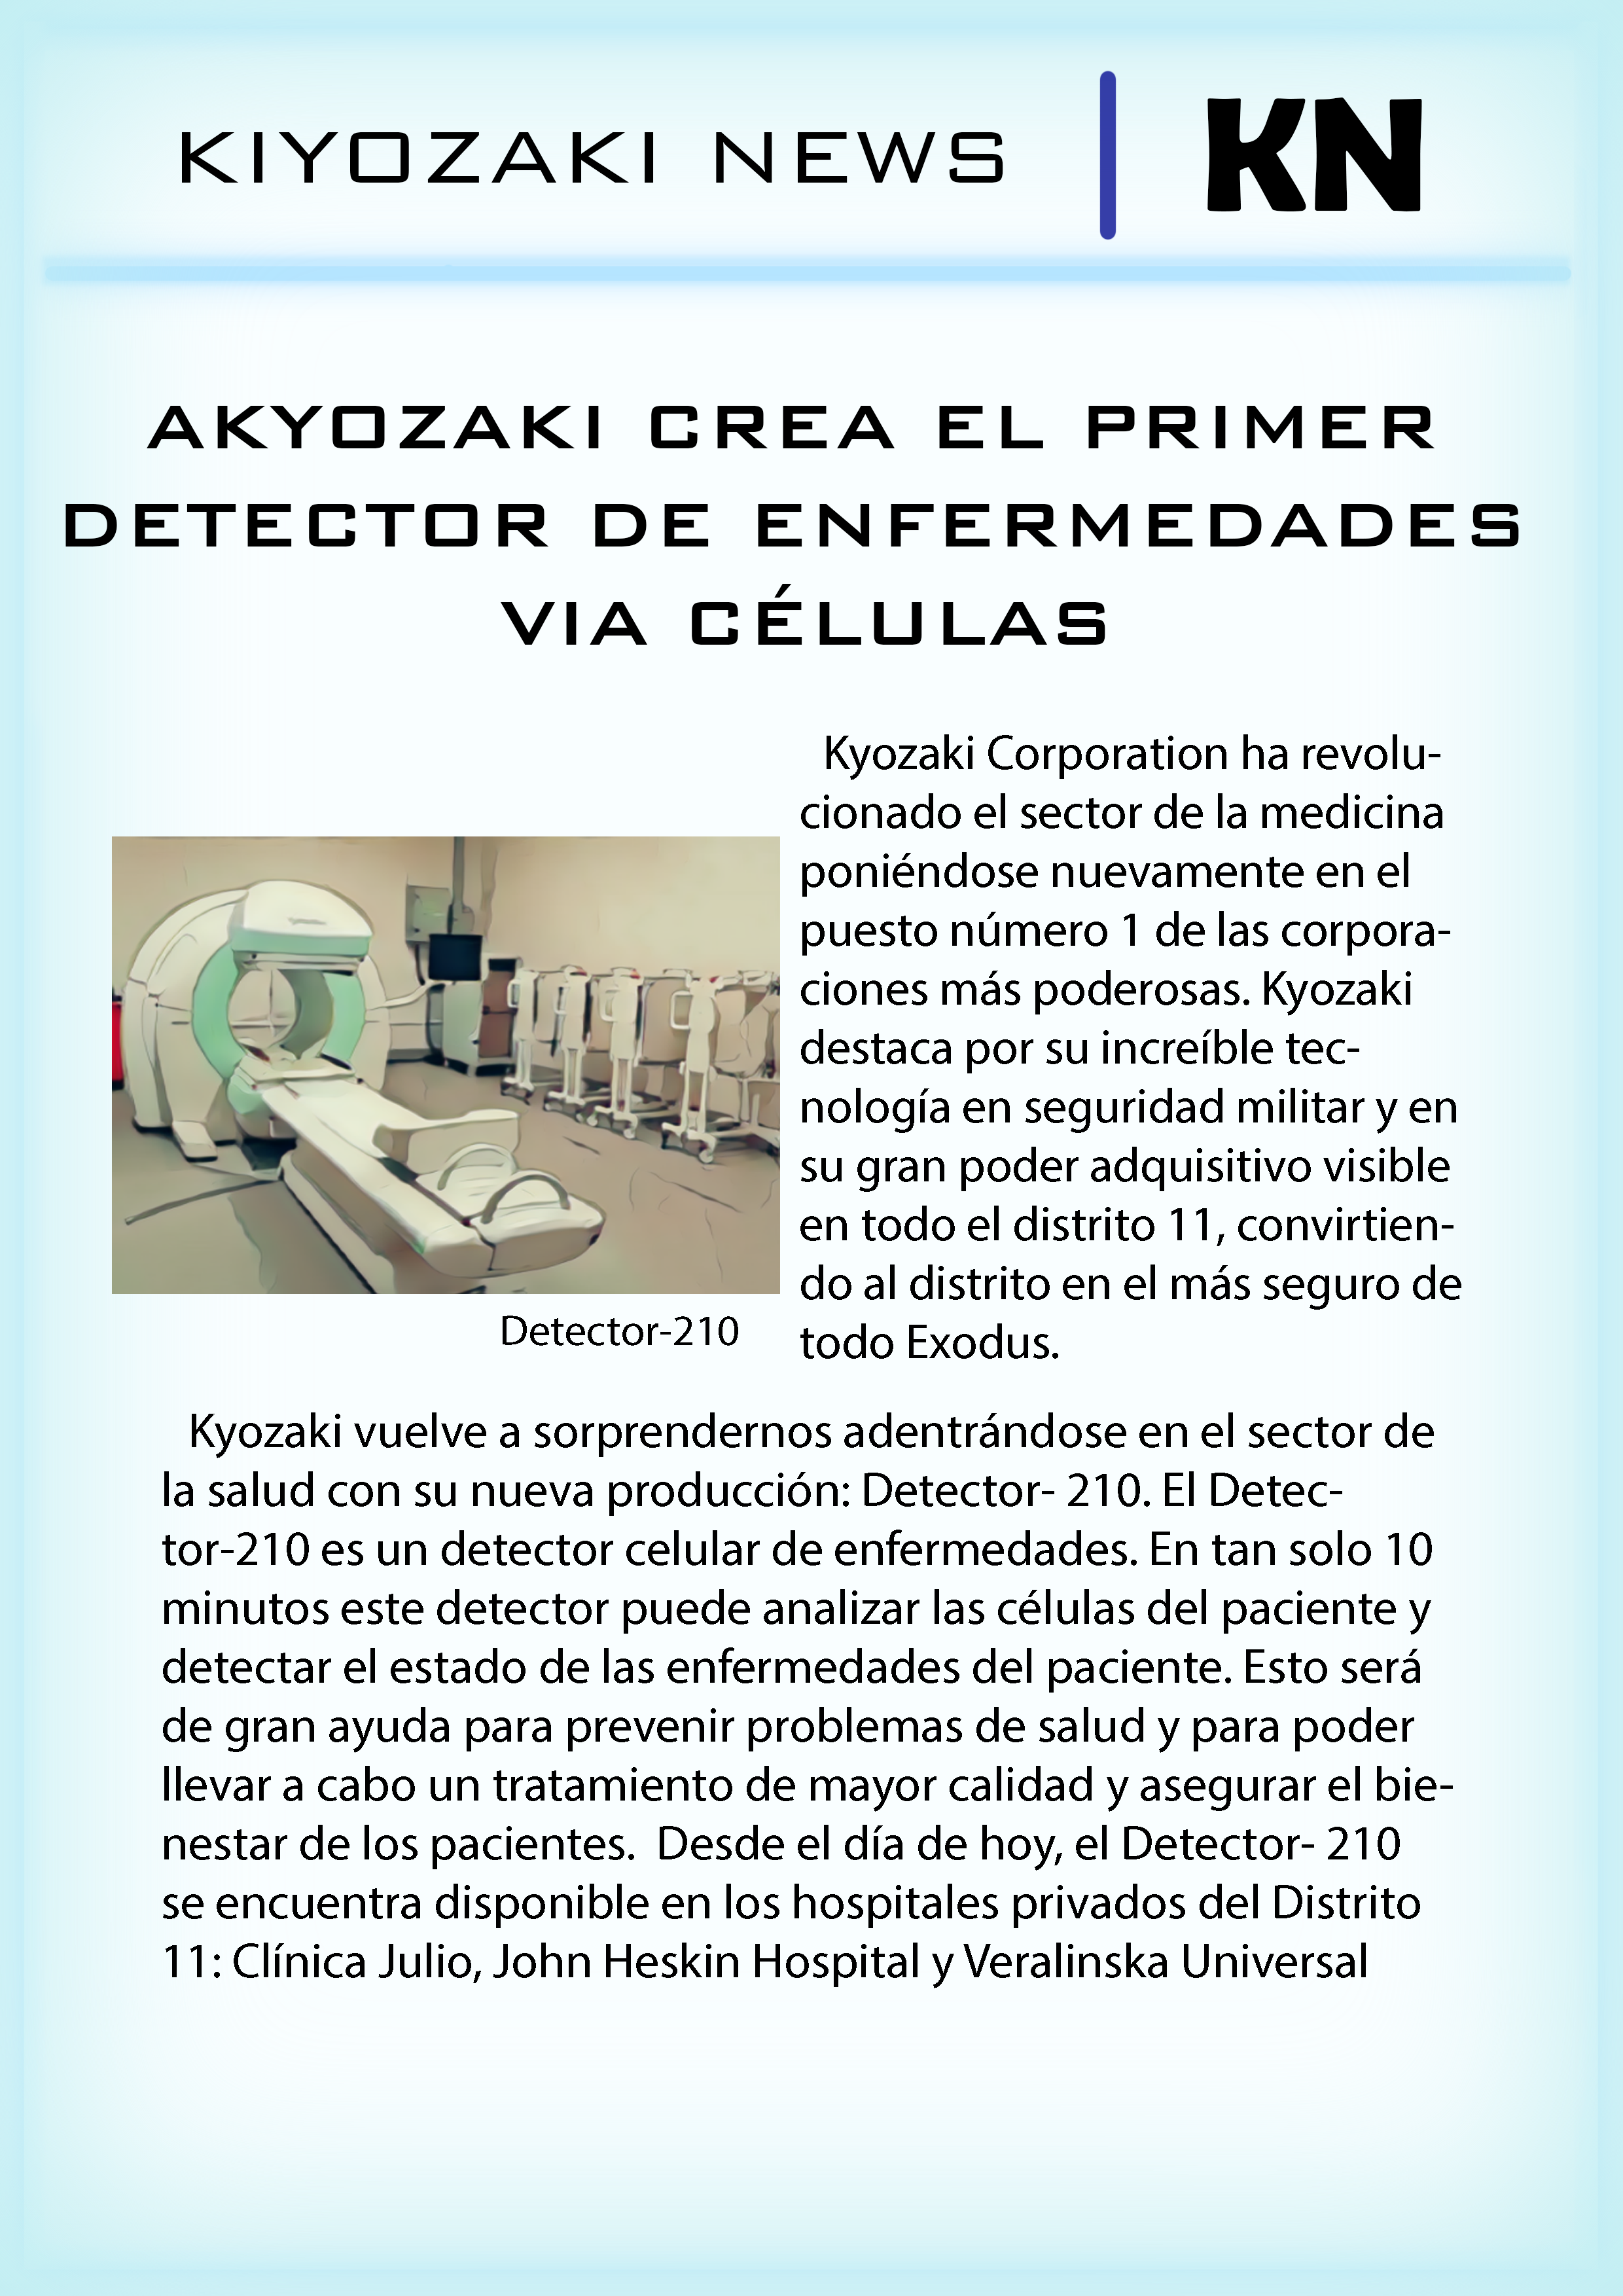 KIYOZAKI NEWS
KN
AKYOZAKI CREA EL PRIMER
DETECTOR DE ENFERMEDADES
VIA CÉLULAS
Kyozaki Corporation ha revolu-
cionado el sector de la medicina
poniéndose nuevamente en el
puesto número 1 de las corpora-
ciones más poderosas. Kyozaki
destaca por su increíble tec-
nología en seguridad militar y en
su gran poder adquisitivo visible
en todo el distrito 11, convirtien-
do al distrito en el más seguro de
todo Exodus.
Detector-210
Kyozaki vuelve a sorprendernos adentrándose en el sector de
la salud con su nueva producción: Detector- 210. El Detec-
tor-210 es un detector celular de enfermedades. En tan solo 10
minutos este detector puede analizar las células del paciente y
detectar el estado de las enfermedades del paciente. Esto será
de gran ayuda para prevenir problemas de salud y para poder
llevar a cabo un tratamiento de mayor calidad y asegurar el bie-
nestar de los pacientes.  Desde el día de hoy, el Detector- 210
se encuentra disponible en los hospitales privados del Distrito
11: Clínica Julio, John Heskin Hospital y Veralinska Universal